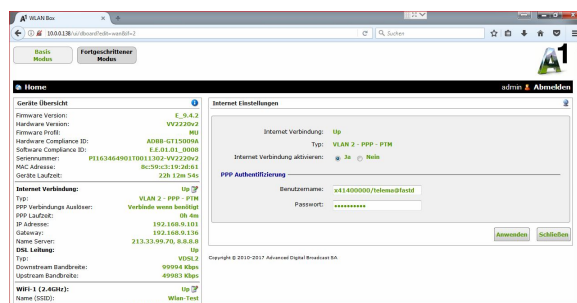 WLAN Box
10.0.0.138/ui/dboard?edit=wan&if=2
Suchen
Basis Modus
Fortgeschrittener Modus
A1
Home
admin
Abmelden
Geräte Übersicht
Firmware Version: E_9.4.2
Hardware Version: VV2220v2
Firmware Profil: MU
Hardware Compliance ID: ADB8-GT15009A
Software Compliance ID: E.E.01.01_0008
Seriennummer: PI163464901T0011302-VV2220v2
MAC Adresse: 8c:59:c3:19:2d:61
Geräte Laufzeit: 22h 12m 54s
Internet Verbindung: Up
Typ: VLAN 2 - PPP - PTM
PPP Verbindungs Auslöser: Verbinde wenn benötigt
PPP Laufzeit: 0h 4m
IP Adresse: 192.168.9.101
Gateway: 192.168.9.136
Name Server: 213.33.99.70, 8.8.8.8
DSL Leitung: Up
Typ: VDSL2
Downstream Bandbreite: 99994 Kbps
Upstream Bandbreite: 49983 Kbps
WiFi-1 (2.4GHz): Up
Name (SSID): Wlan-Test
Internet Einstellungen
Internet Verbindung: Up
Typ: VLAN 2 - PPP - PTM
Internet Verbindung aktivieren: Ja Nein
PPP Authentifizierung
Benutzername: x41400000/telema@fastd
Passwort: ••••••••••
Anwenden
Schließen
Copyright © 2010-2017 Advanced Digital Broadcast SA